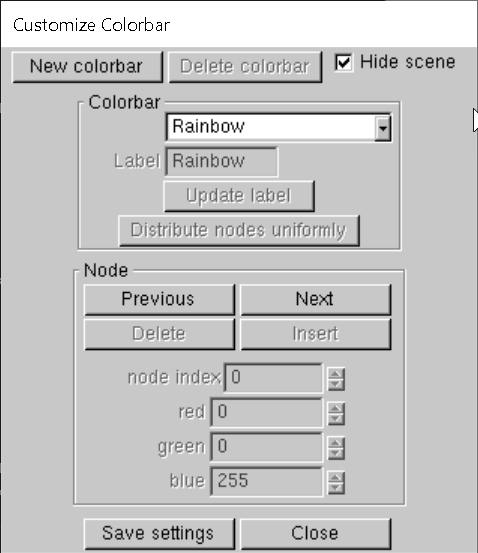 Customize Colorbar
New colorbar Delete colorbar Hide scene
Colorbar
Rainbow
Label Rainbow
Update label
Distribute nodes uniformly
Node
Previous Next
Delete Insert
node index 0
red 0
green 0
blue 255
Save settings Close